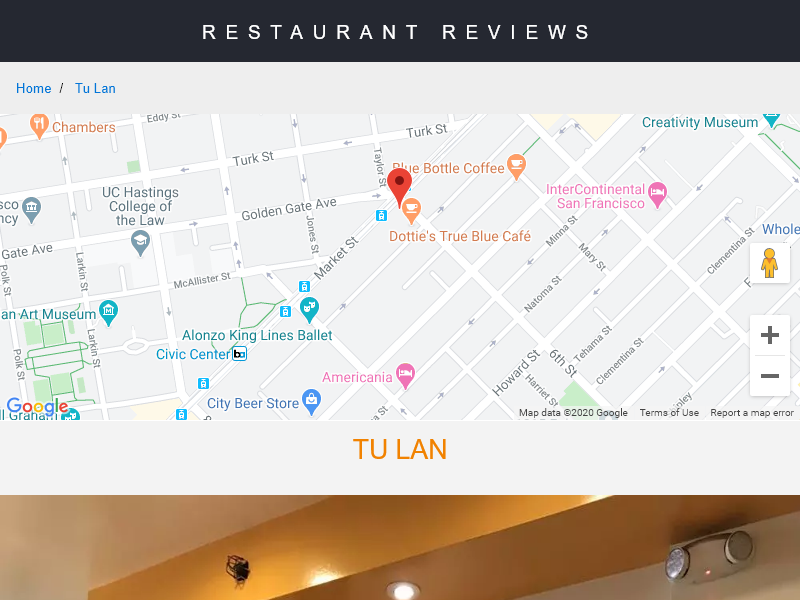 RESTAURANT REVIEWS
Home / Tu Lan
Eddy St
Chambers
Turk St
Creativity Museum
Turk St
Taylor St
Blue Bottle Coffee
UC Hastings
College of
the Law
InterContinental
San Francisco
Golden Gate Ave
Jones St
Dottie's True Blue Café
Minna St
Whole
Gate Ave
Larkin St
Market St
Mary St
Clementina St
Polk St
McAllister St
Natoma St
an Art Museum
Alonzo King Lines Ballet
Larkin St
Civic Center
ba
Tehama St
Clementina St
Polk St
Howard St
6th St
Americania
Harriet St
City Beer Store
Google
Map data ©2020 Google
Terms of Use
Report a map error
TU LAN